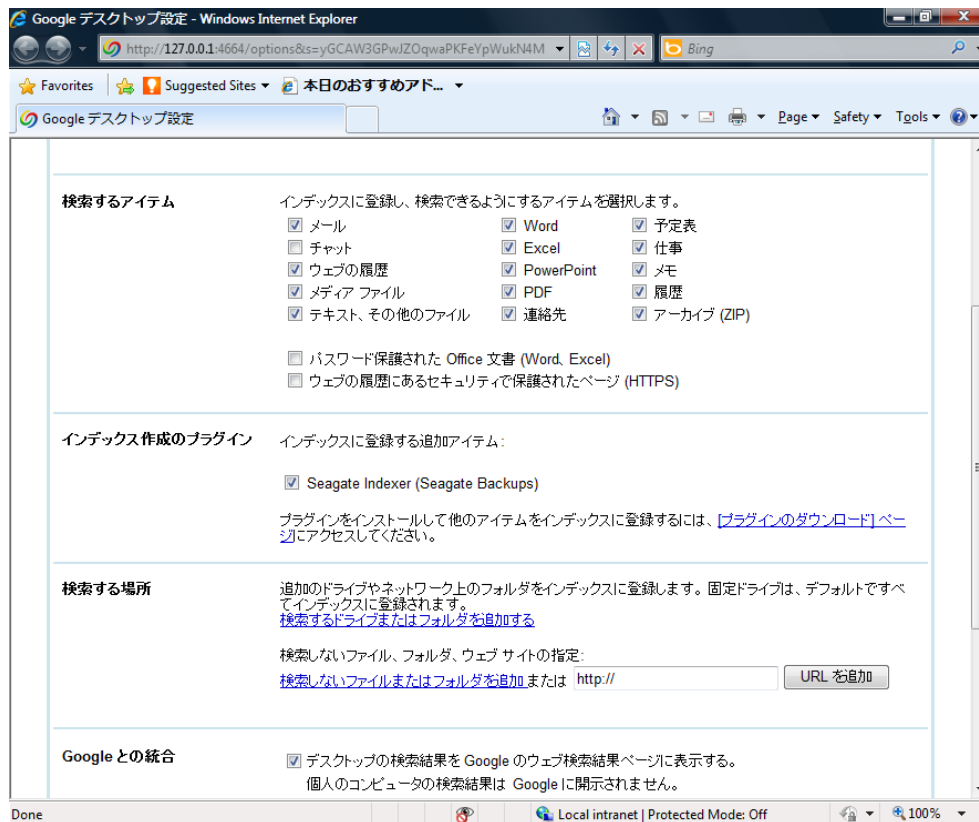 Google デスクトップ設定 - Windows Internet Explorer
http://127.0.0.1:4664/options&s=yGCAW3GPwJZOqwaPKFeYpWukN4M
Bing
Favorites Suggested Sites 本日のおすすめアド...
Google デスクトップ設定 Page Safety Tools
検索するアイテム インデックスに登録し、検索できるようにするアイテムを選択します。
メール Word 予定表
チャット Excel 仕事
ウェブの履歴 PowerPoint メモ
メディア ファイル PDF 履歴
テキスト、その他のファイル 連絡先 アーカイブ (ZIP)
パスワード保護された Office 文書 (Word、Excel)
ウェブの履歴にあるセキュリティで保護されたページ (HTTPS)
インデックス作成のプラグイン インデックスに登録する追加アイテム:
Seagate Indexer (Seagate Backups)
プラグインをインストールして他のアイテムをインデックスに登録するには、[プラグインのダウンロード] ペー
ジにアクセスしてください。
検索する場所 追加のドライブやネットワーク上のフォルダをインデックスに登録します。固定ドライブは、デフォルトですべ
てインデックスに登録されます。
検索するドライブまたはフォルダを追加する
検索しないファイル、フォルダ、ウェブ サイトの指定:
検索しないファイルまたはフォルダを追加 または http:// URL を追加
Google との統合 デスクトップの検索結果を Google のウェブ検索結果ページに表示する。
個人のコンピュータの検索結果は Google に開示されません。
Done Local intranet | Protected Mode: Off 100%